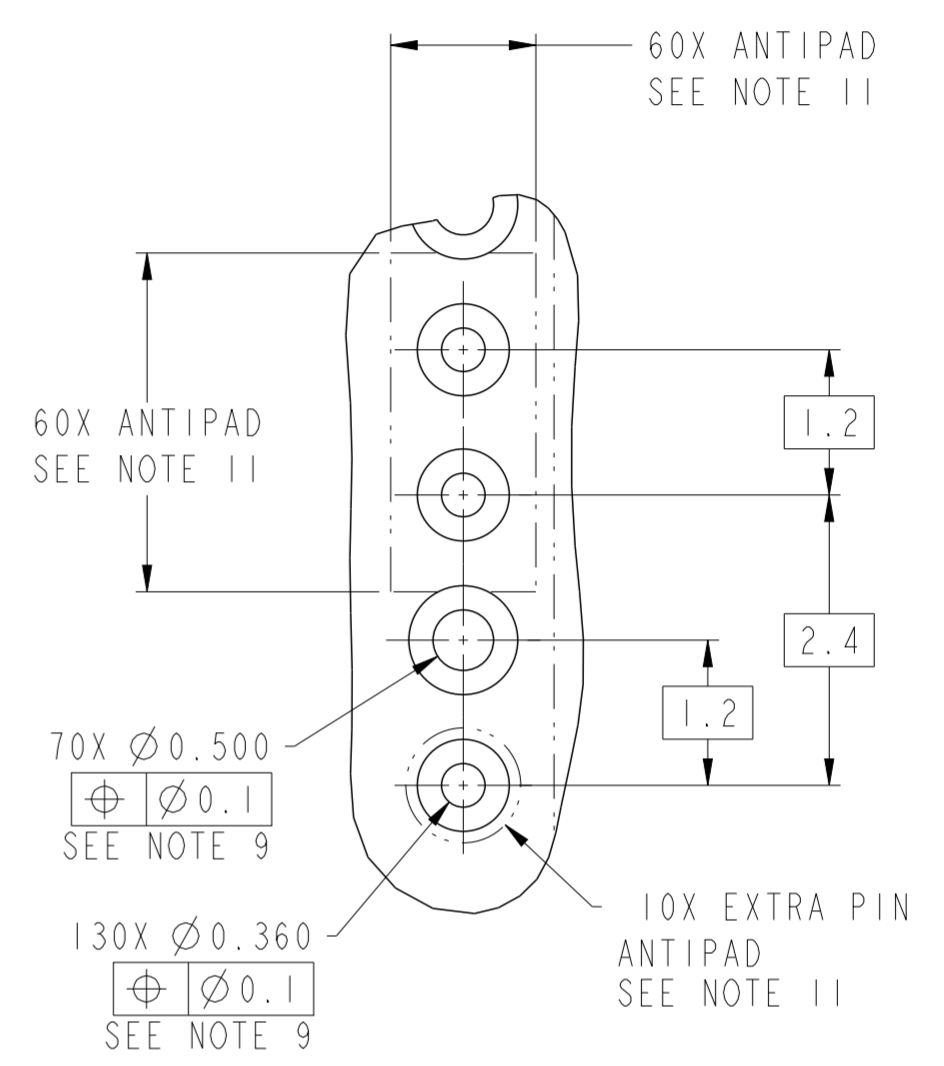 60X ANTIPAD
SEE NOTE 11
60X ANTIPAD
SEE NOTE 11
1.2
2.4
1.2
70X Ø0.500
⌖ Ø0.1
SEE NOTE 9
130X Ø0.360
⌖ Ø0.1
SEE NOTE 9
10X EXTRA PIN
ANTIPAD
SEE NOTE 11